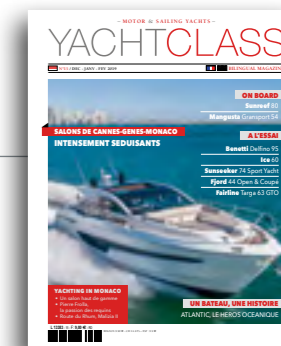 – MOTOR & SAILING YACHTS –
YACHTCLASS
BILINGUAL MAGAZIN
ON BOARD
Sunreef 80
Mangusta Gransport 54
SALONS DE CANNES-GENES-MONACO
INTENSEMENT SEDUISANTS
A L'ESSAI
Benetti Delfino 95
Ice 60
Sunseeker 74 Sport Yacht
Fjord 44 Open & Coupé
Fairline Targa 63 GTO
YACHTING IN MONACO
• Un salon haut de gamme
• Pierre Frolla,
la passion des requins
• Route du Rhum, Malizia II
UN BATEAU, UNE HISTOIRE
ATLANTIC, LE HEROS OCEANIQUE